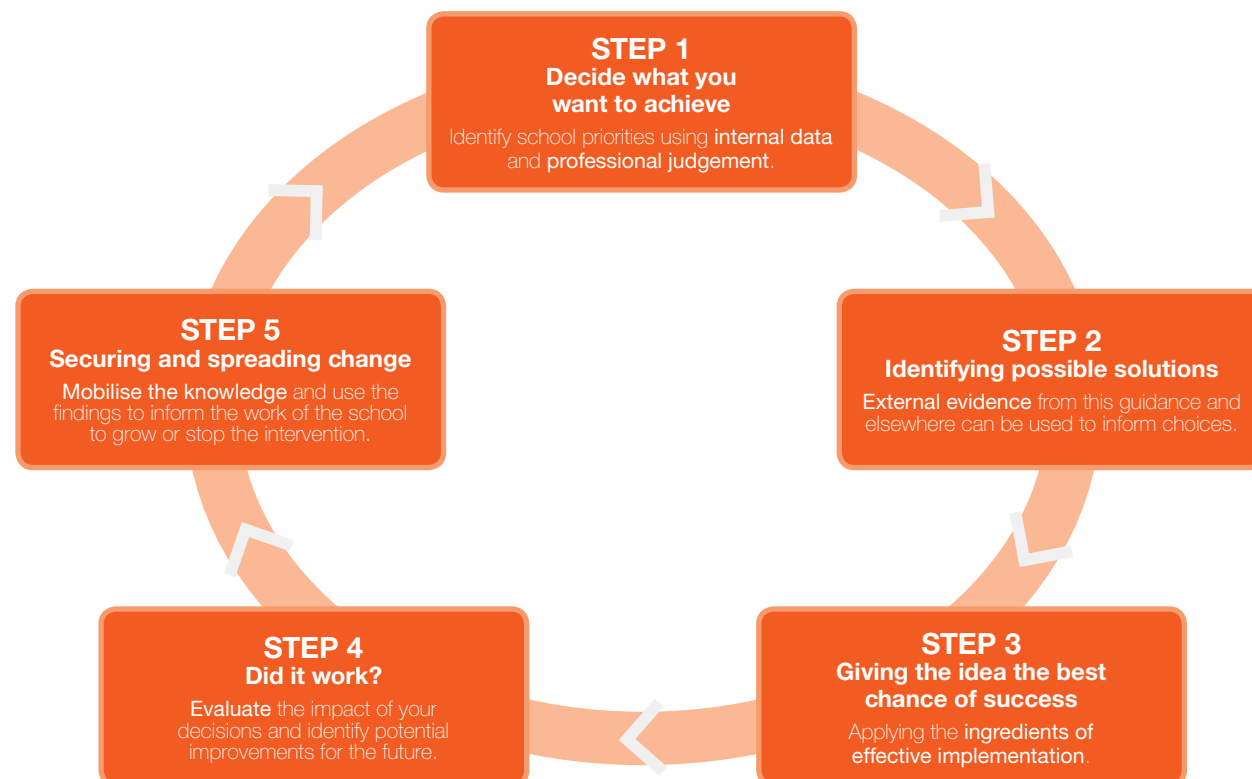 STEP 1
Decide what you
want to achieve
Identify school priorities using internal data
and professional judgement.
STEP 2
Identifying possible solutions
External evidence from this guidance and
elsewhere can be used to inform choices.
STEP 3
Giving the idea the best
chance of success
Applying the ingredients of
effective implementation.
STEP 4
Did it work?
Evaluate the impact of your
decisions and identify potential
improvements for the future.
STEP 5
Securing and spreading change
Mobilise the knowledge and use the
findings to inform the work of the school
to grow or stop the intervention.